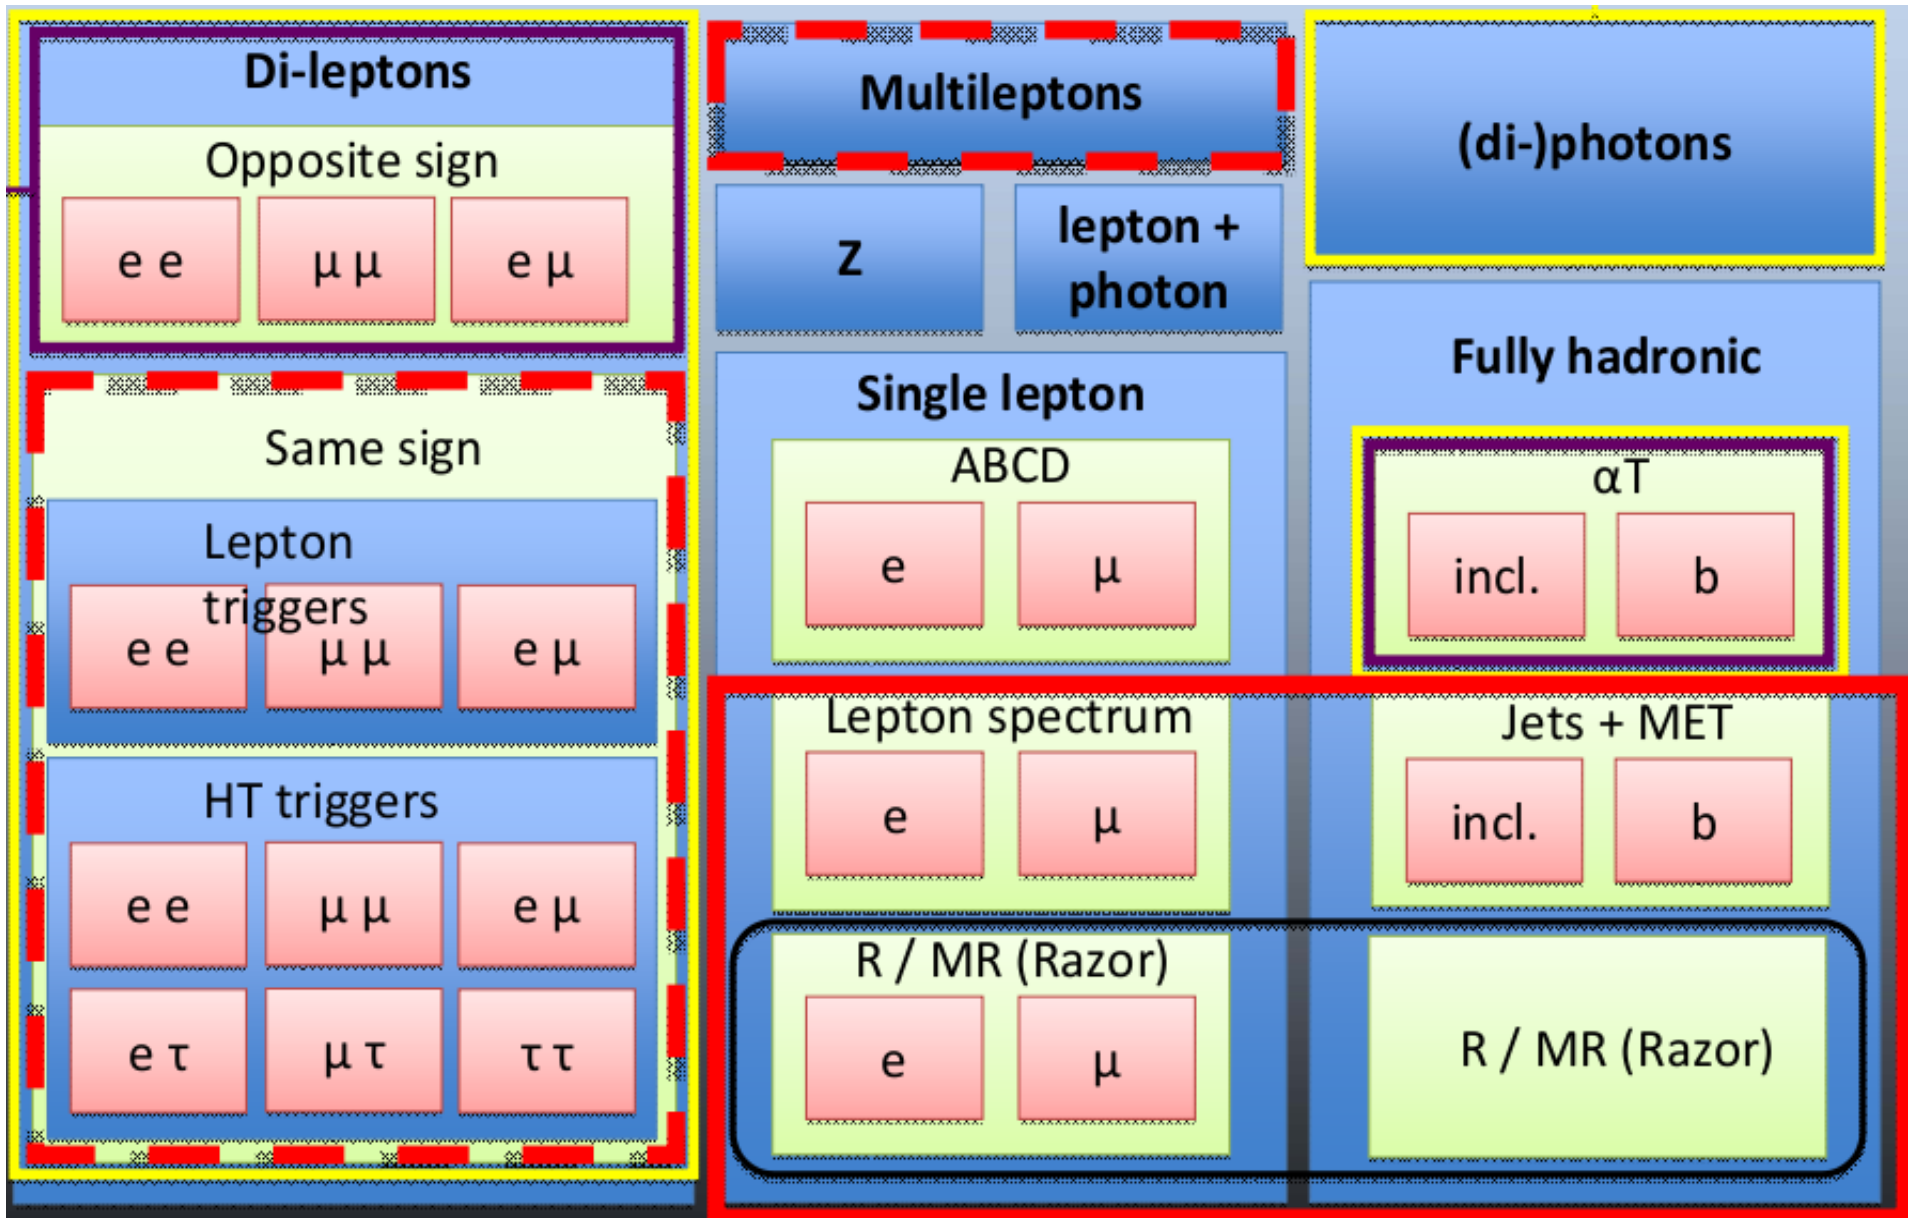 Di-leptons
Opposite sign
e e
μ μ
e μ
Same sign
Lepton
triggers
e e
μ μ
e μ
HT triggers
e e
μ μ
e μ
e τ
μ τ
τ τ
Multileptons
Z
lepton +
photon
Single lepton
ABCD
e
μ
Lepton spectrum
e
μ
R / MR (Razor)
e
μ
(di-)photons
Fully hadronic
αT
incl.
b
Jets + MET
incl.
b
R / MR (Razor)